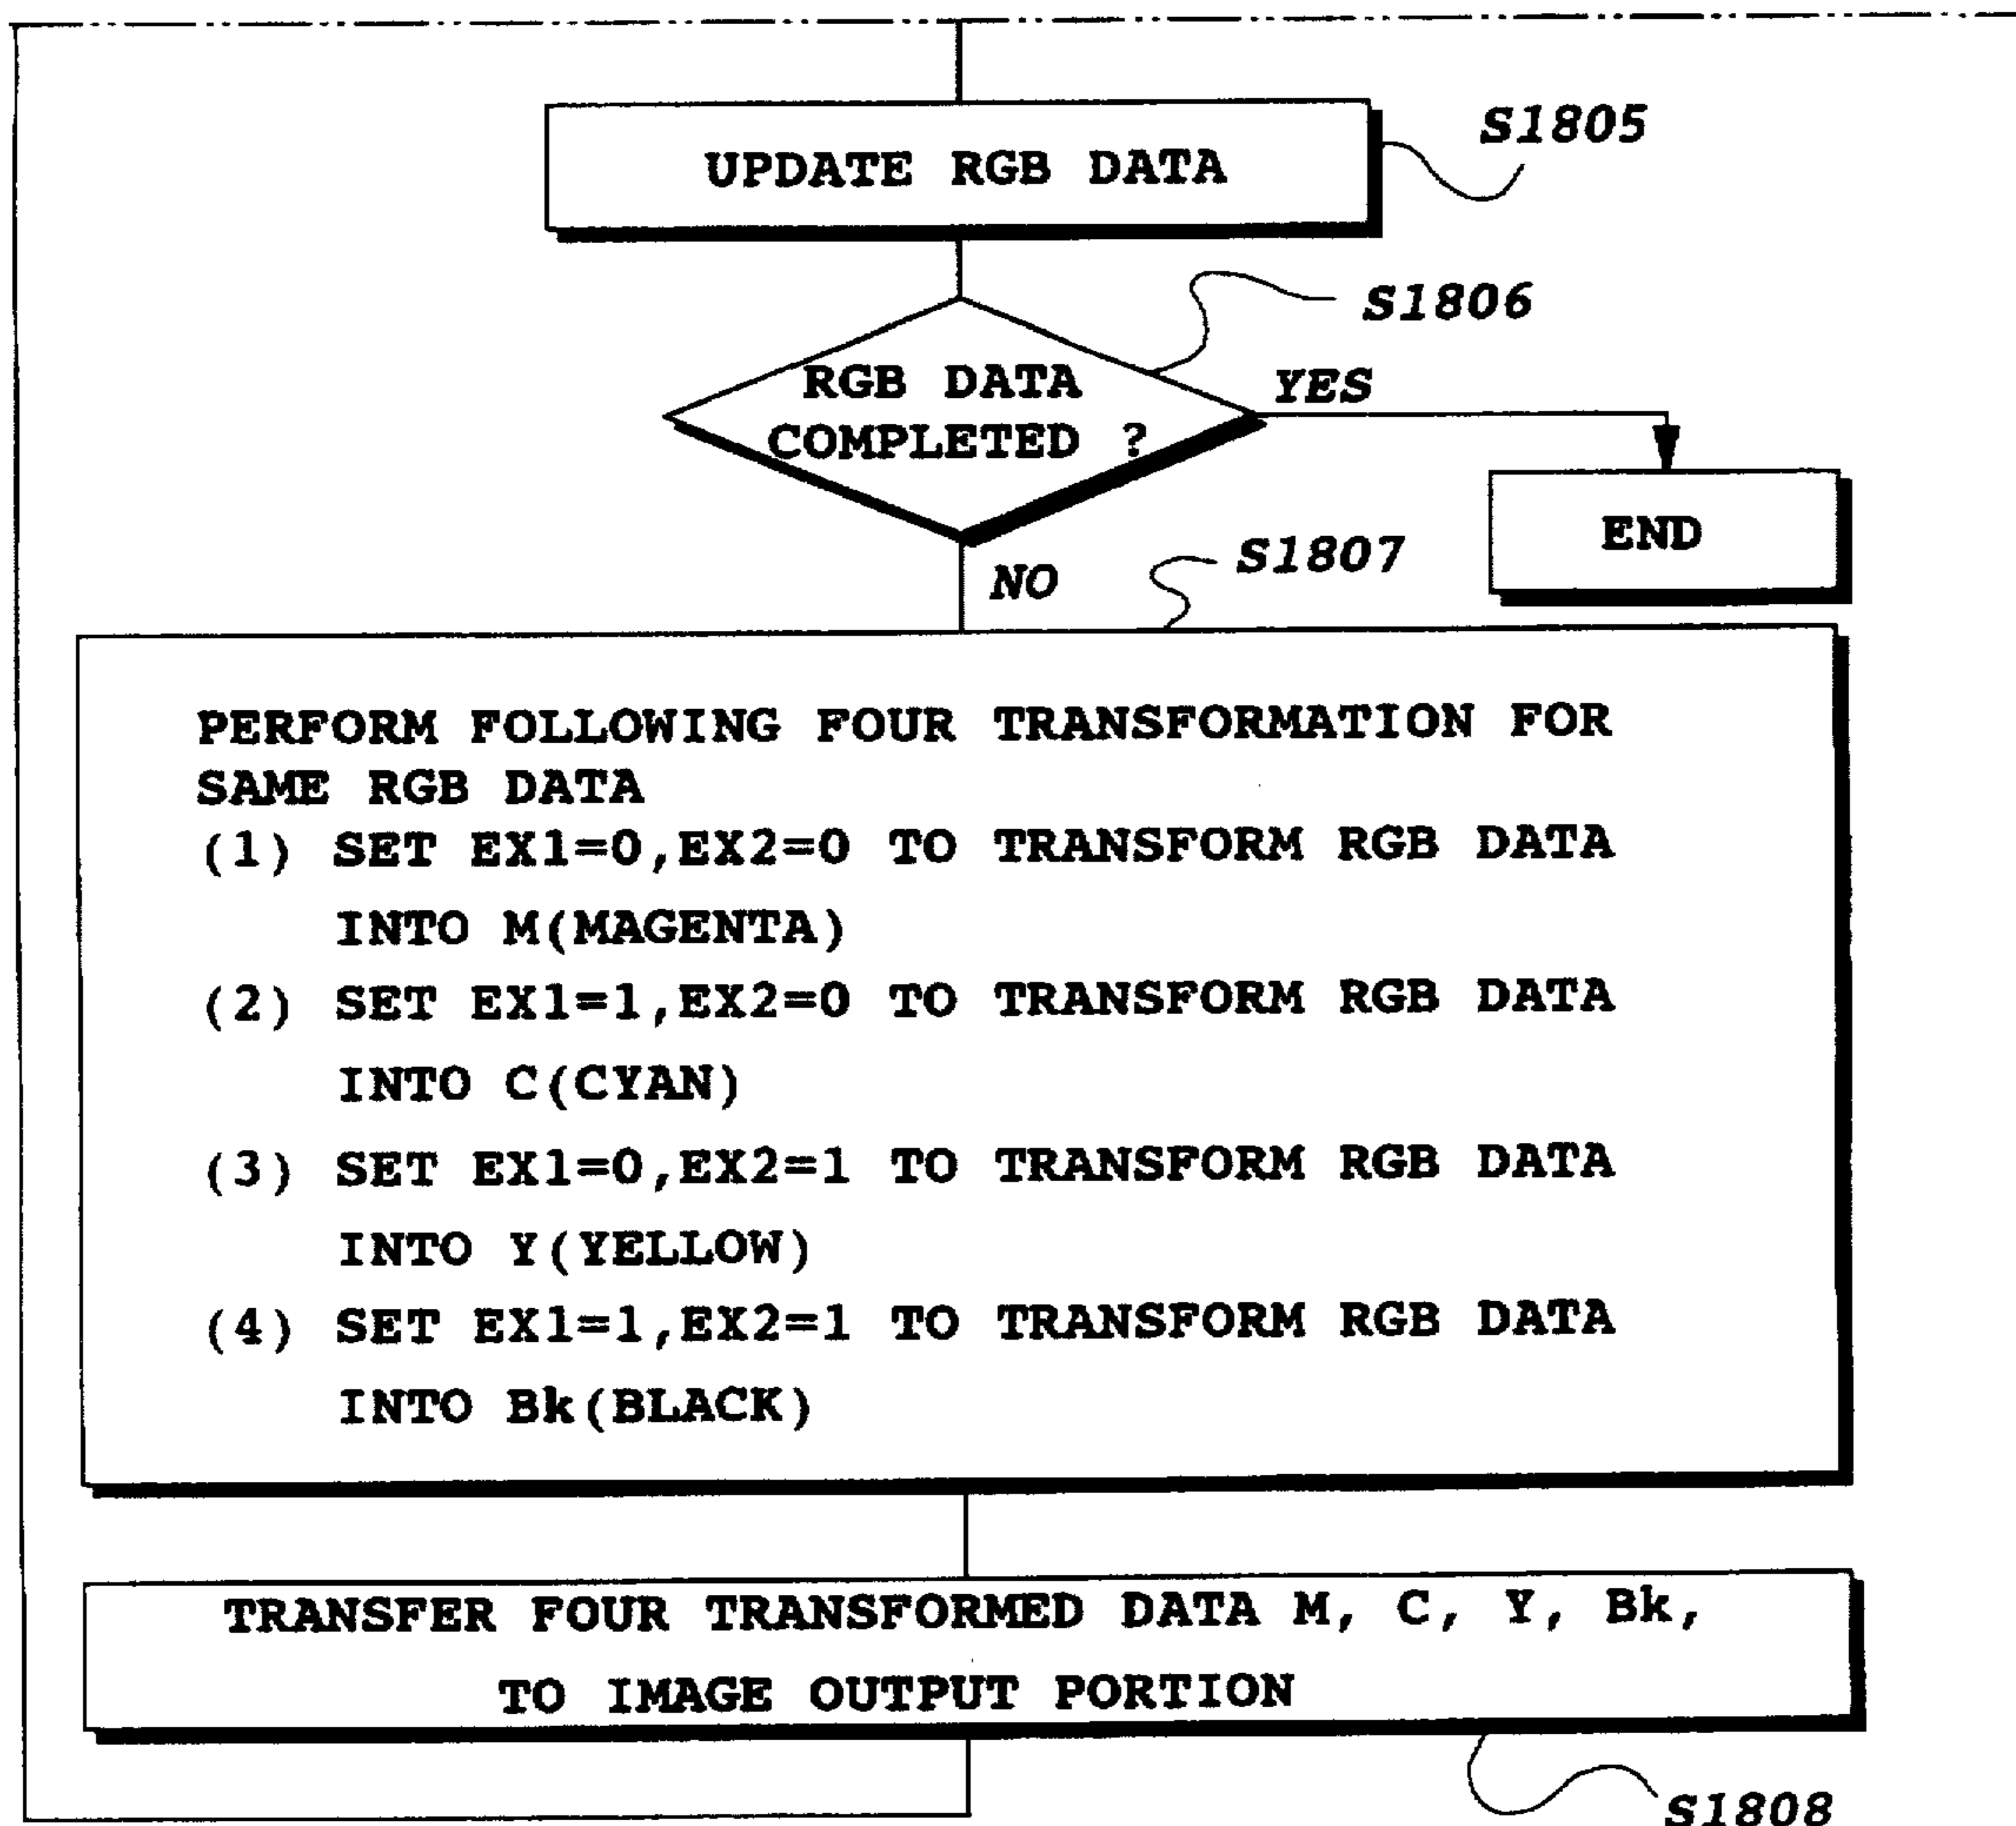 S1805
UPDATE RGB DATA
S1806
RGB DATA
COMPLETED ?
YES
END
NO
S1807
PERFORM FOLLOWING FOUR TRANSFORMATION FOR
SAME RGB DATA
(1) SET EX1=0,EX2=0 TO TRANSFORM RGB DATA
INTO M(MAGENTA)
(2) SET EX1=1,EX2=0 TO TRANSFORM RGB DATA
INTO C(CYAN)
(3) SET EX1=0,EX2=1 TO TRANSFORM RGB DATA
INTO Y(YELLOW)
(4) SET EX1=1,EX2=1 TO TRANSFORM RGB DATA
INTO Bk(BLACK)
TRANSFER FOUR TRANSFORMED DATA M, C, Y, Bk,
TO IMAGE OUTPUT PORTION
S1808